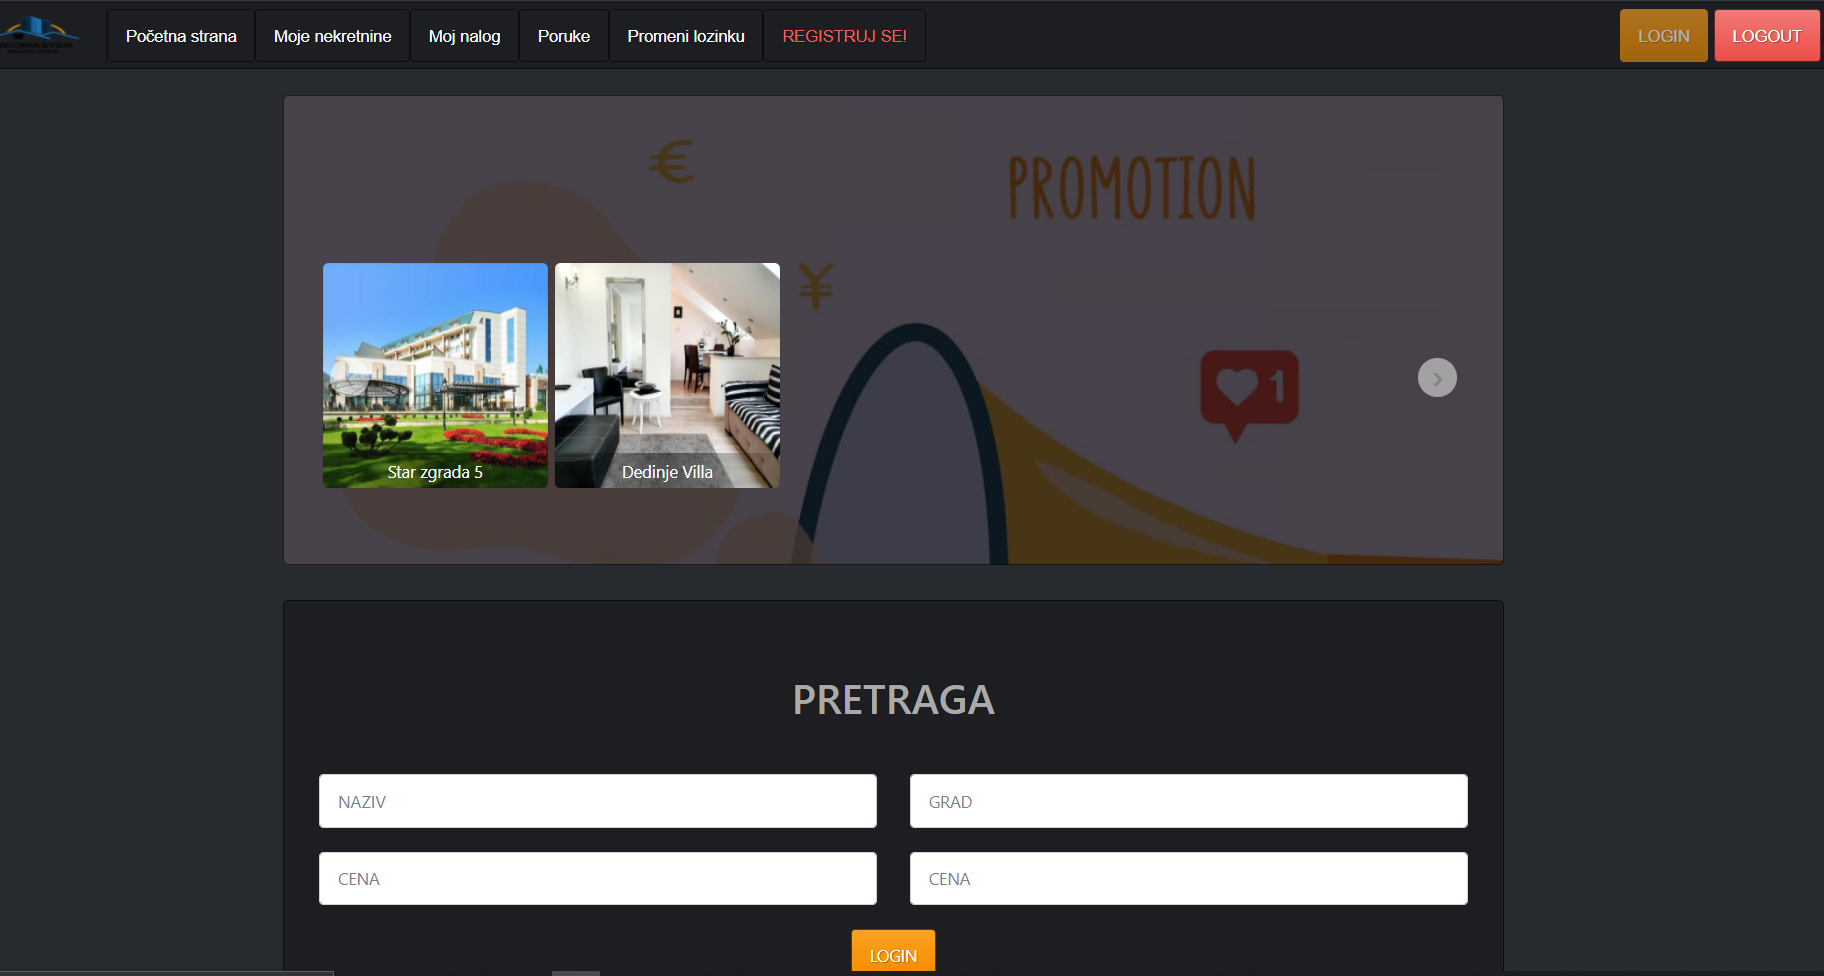 Početna strana
Moje nekretnine
Moj nalog
Poruke
Promeni lozinku
REGISTRUJ SE!
LOGIN
LOGOUT
€
PROMOTION
¥
1
Star zgrada 5
Dedinje Villa
PRETRAGA
NAZIV
GRAD
CENA
CENA
LOGIN